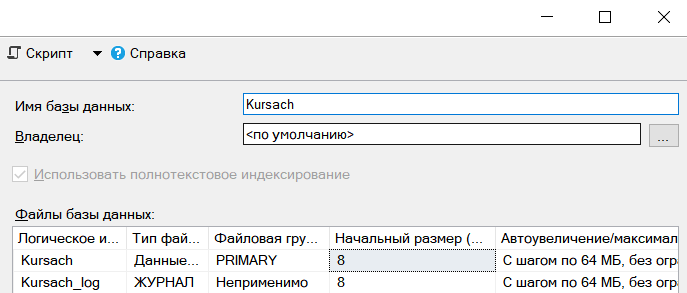 Скрипт Справка
Имя базы данных: Kursach
Владелец: <по умолчанию> ...
Использовать полнотекстовое индексирование
Файлы базы данных:
Логическое и... Тип фай... Файловая гру... Начальный размер (... Автоувеличение/максимал
Kursach Данные... PRIMARY 8 С шагом по 64 МБ, без огр
Kursach_log ЖУРНАЛ Неприменимо 8 С шагом по 64 МБ, без огр